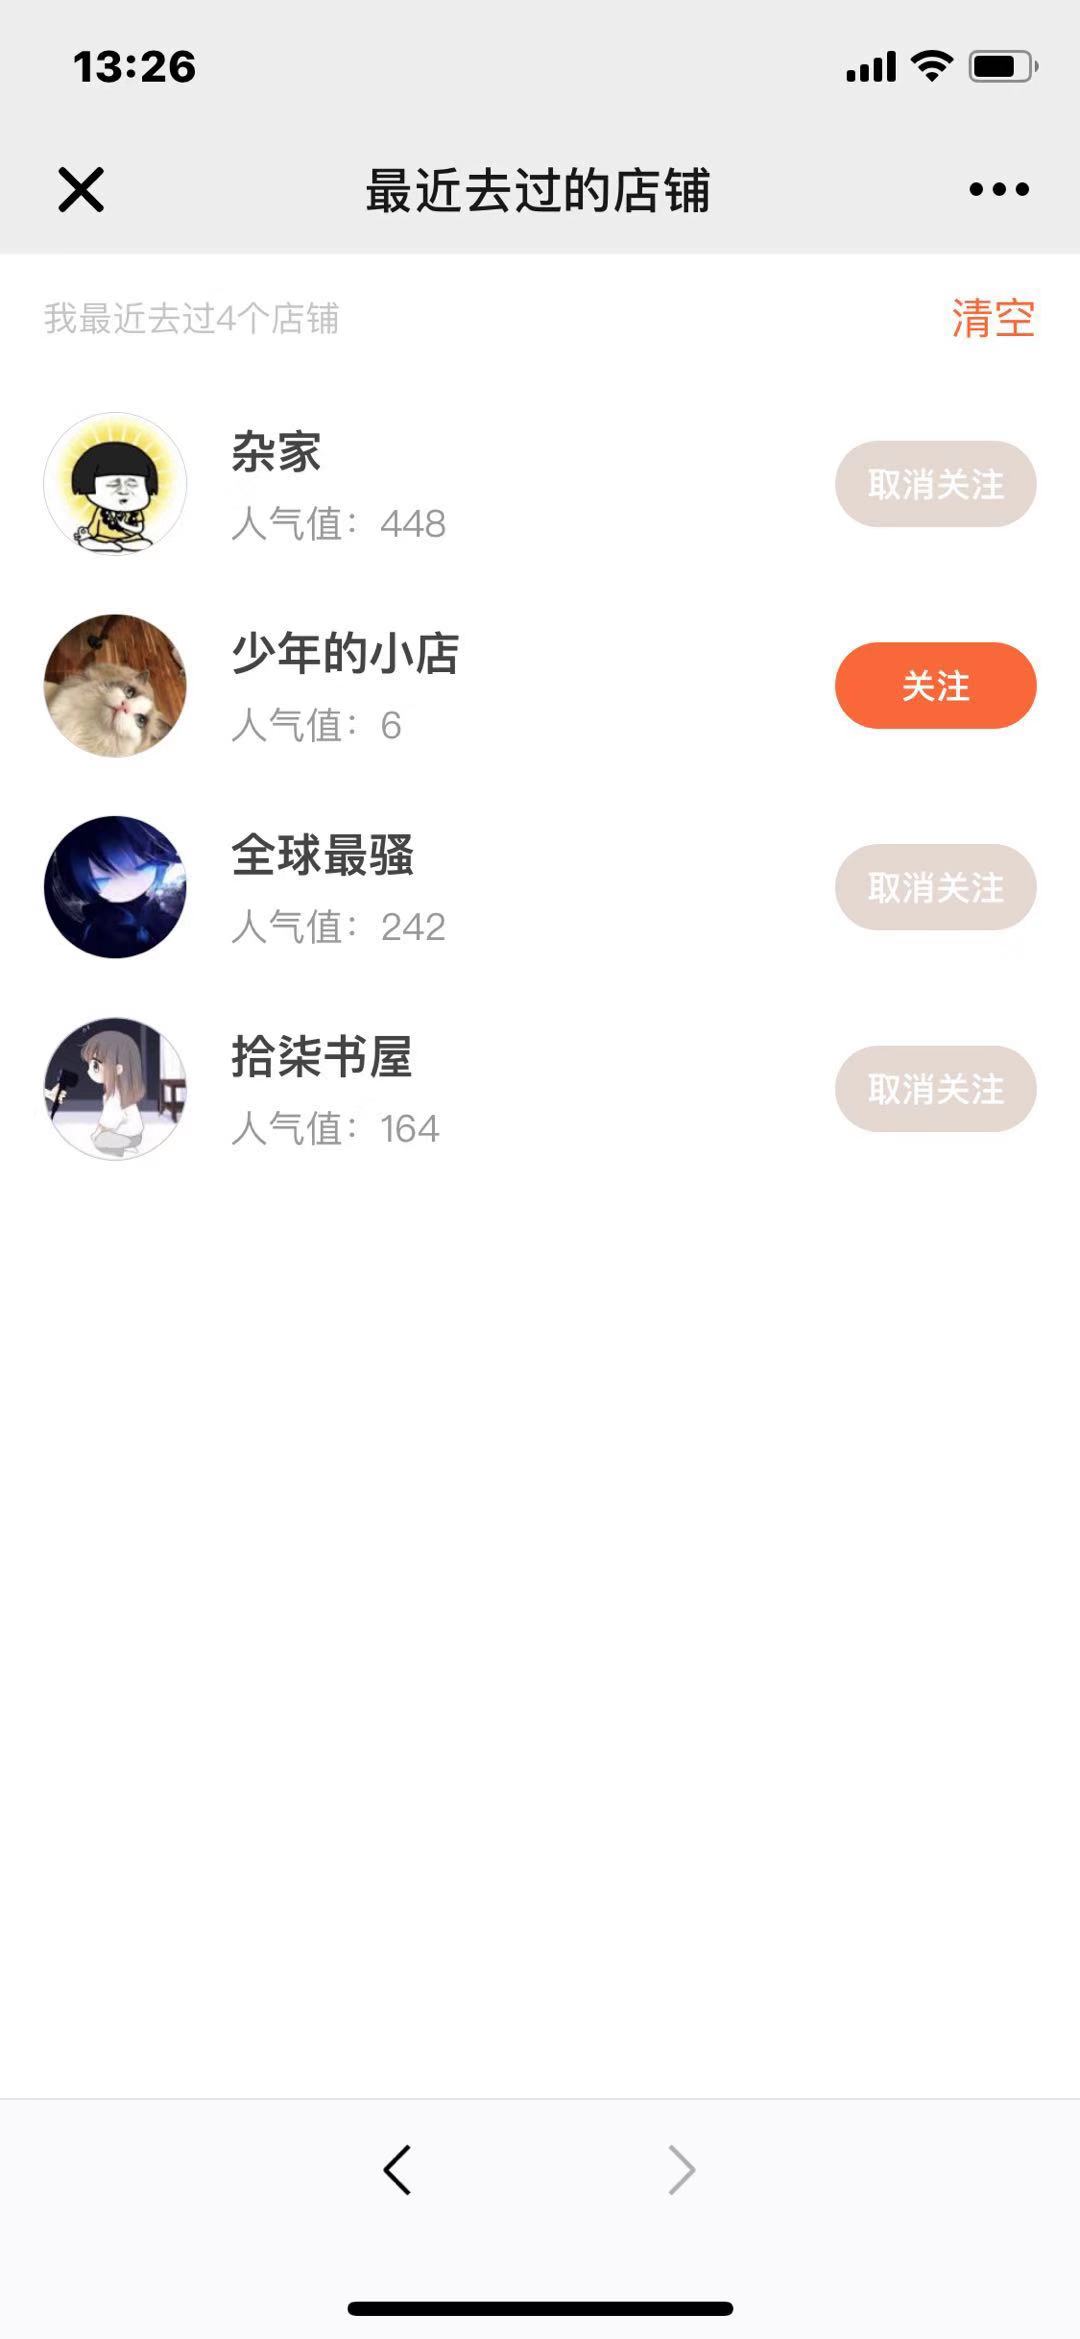 13:26
最近去过的店铺
我最近去过4个店铺
清空
杂家
人气值：448
取消关注
少年的小店
人气值：6
关注
全球最骚
人气值：242
取消关注
拾柒书屋
人气值：164
取消关注